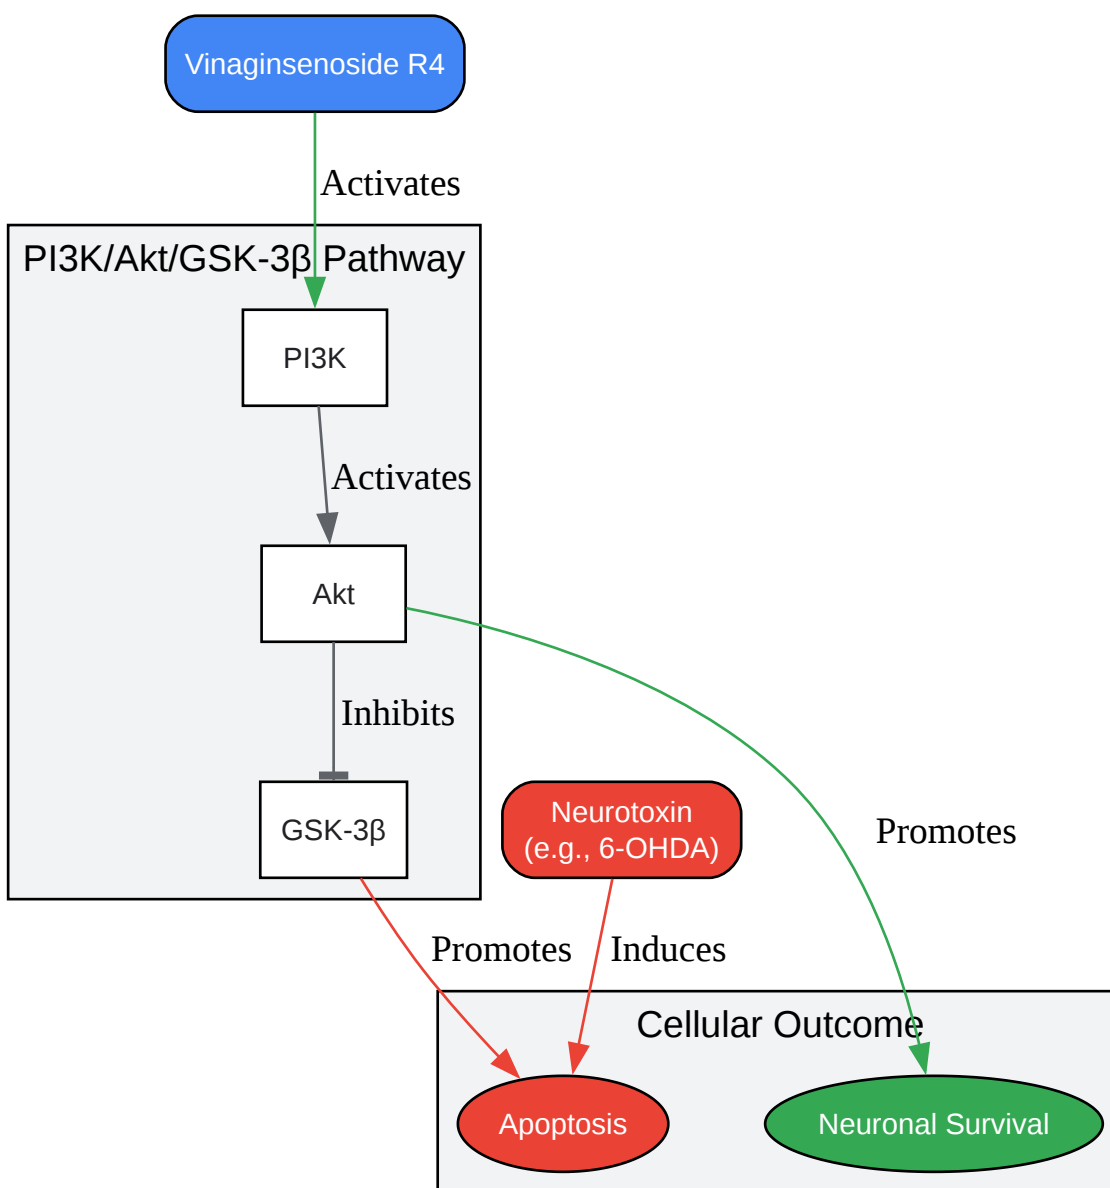 Vinaginsenoside R4
Activates
PI3K/Akt/GSK-3β Pathway
PI3K
Activates
Akt
Inhibits
GSK-3β
Neurotoxin
(e.g., 6-OHDA)
Promotes
Promotes
Induces
Cellular Outcome
Apoptosis
Neuronal Survival